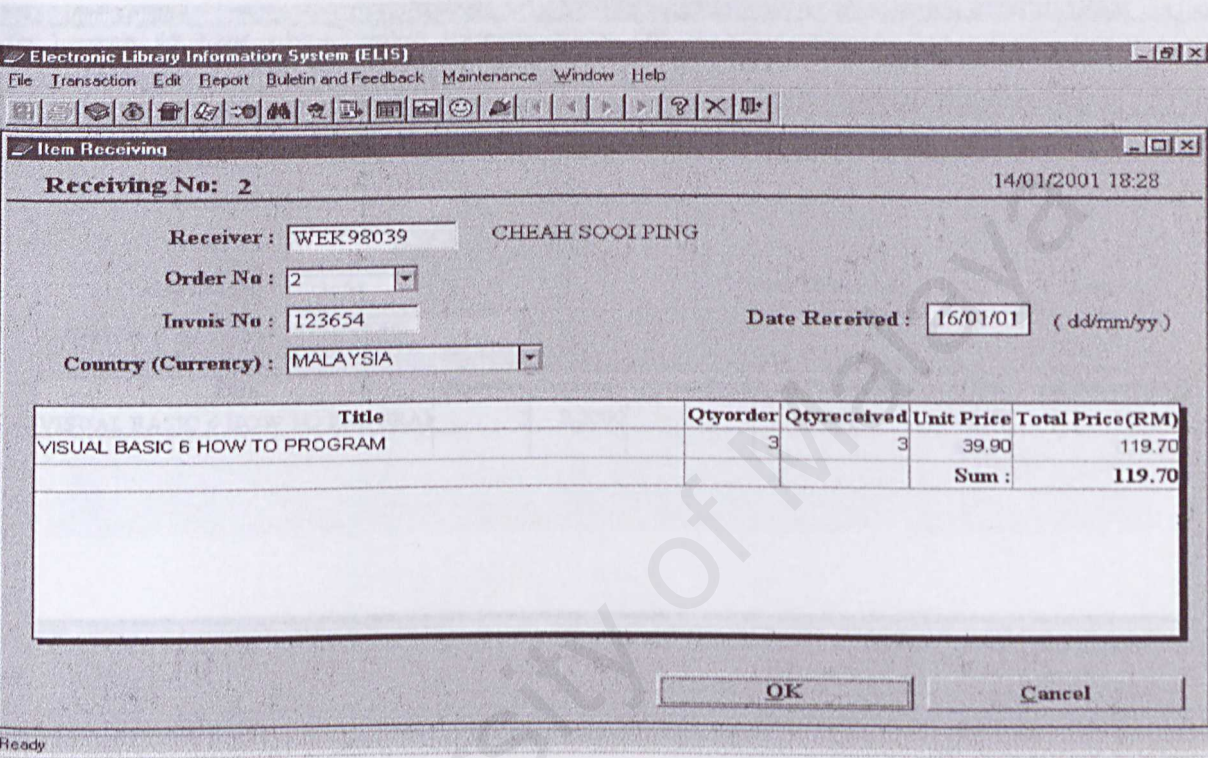 Electronic Library Information System (ELIS)
File Transaction Edit Report Buletin and Feedback Maintenance Window Help
Item Receiving
Receiving No: 2 14/01/2001 18:28
Receiver : WEK98039 CHEAH SOOI PING
Order No : 2
Invois No : 123654 Date Received : 16/01/01 ( dd/mm/yy )
Country (Currency) : MALAYSIA
Title Qtyorder Qtyreceived Unit Price Total Price(RM)
VISUAL BASIC 6 HOW TO PROGRAM 3 3 39.90 119.70
Sum : 119.70
OK Cancel
Ready
sity of Malaya